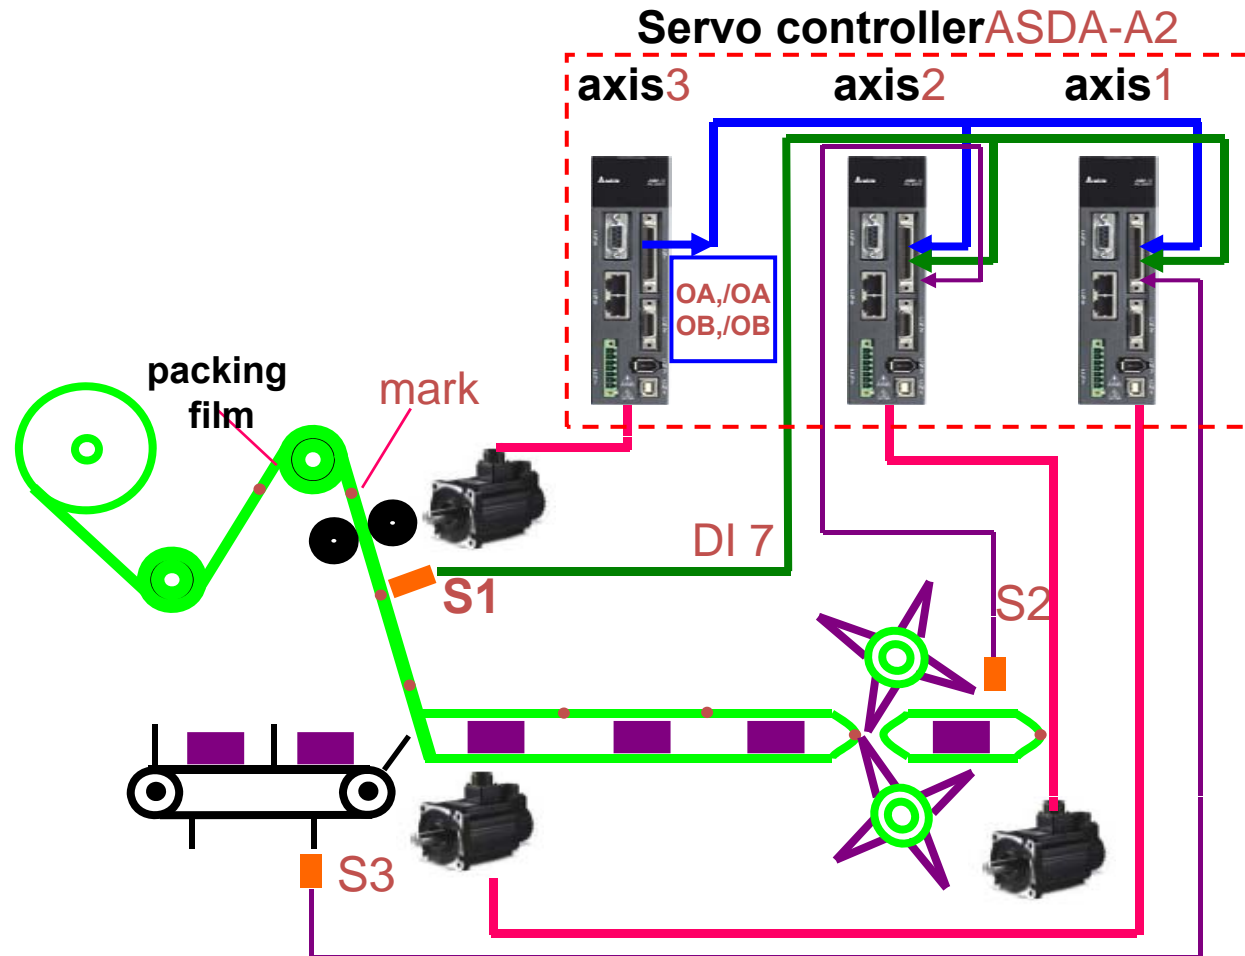 Servo controllerASDA-A2
axis3
axis2
axis1
OA,/OA
OB,/OB
packing
film
mark
DI 7
S1
S2
S3